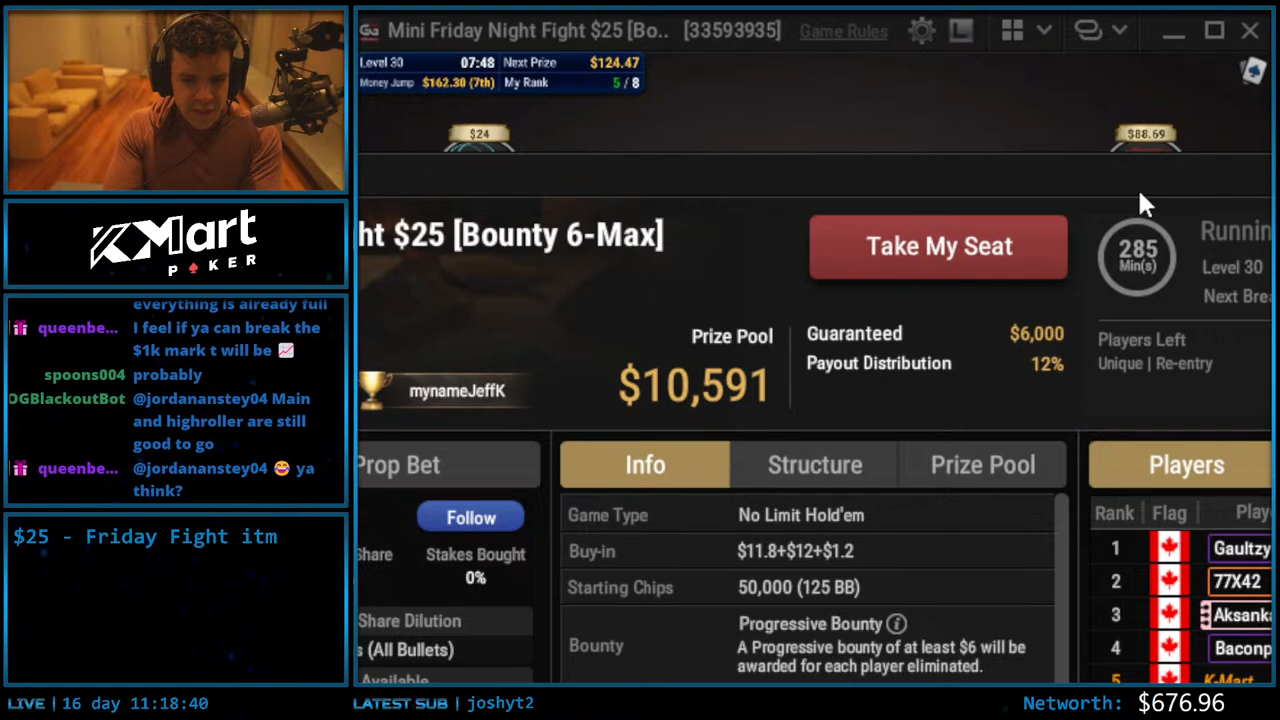 Mini Friday Night Fight $25 [Bo.. [33593935] Game Rules
Level 30 07:48 Next Prize $124.47
Money Jump $162.30 (7th) My Rank 5 / 8
$24
$88.69
ht $25 [Bounty 6-Max]
Take My Seat
285
Min(s)
Runnin
Level 30
Next Bre
Prize Pool
$10,591
Guaranteed $6,000
Payout Distribution 12%
Players Left
Unique | Re-entry
mynameJeffK
Prop Bet
Info
Structure
Prize Pool
Players
Follow
Share
Stakes Bought
0%
Share Dilution
s (All Bullets)
Available
Game Type No Limit Hold'em
Buy-in $11.8+$12+$1.2
Starting Chips 50,000 (125 BB)
Bounty
Progressive Bounty
A Progressive bounty of at least $6 will be
awarded for each player eliminated.
Rank Flag Playe
1 Gaultzy
2 77X42
3 Aksanka
4 Baconp
5 K-Mart
KMart
POKER
everything is already full
queenbe... I feel if ya can break the
$1k mark t will be
spoons004 probably
OGBlackoutBot @jordananstey04 Main
and highroller are still
good to go
queenbe... @jordananstey04 ya
think?
$25 - Friday Fight itm
LIVE | 16 day 11:18:40
LATEST SUB | joshyt2
Networth: $676.96